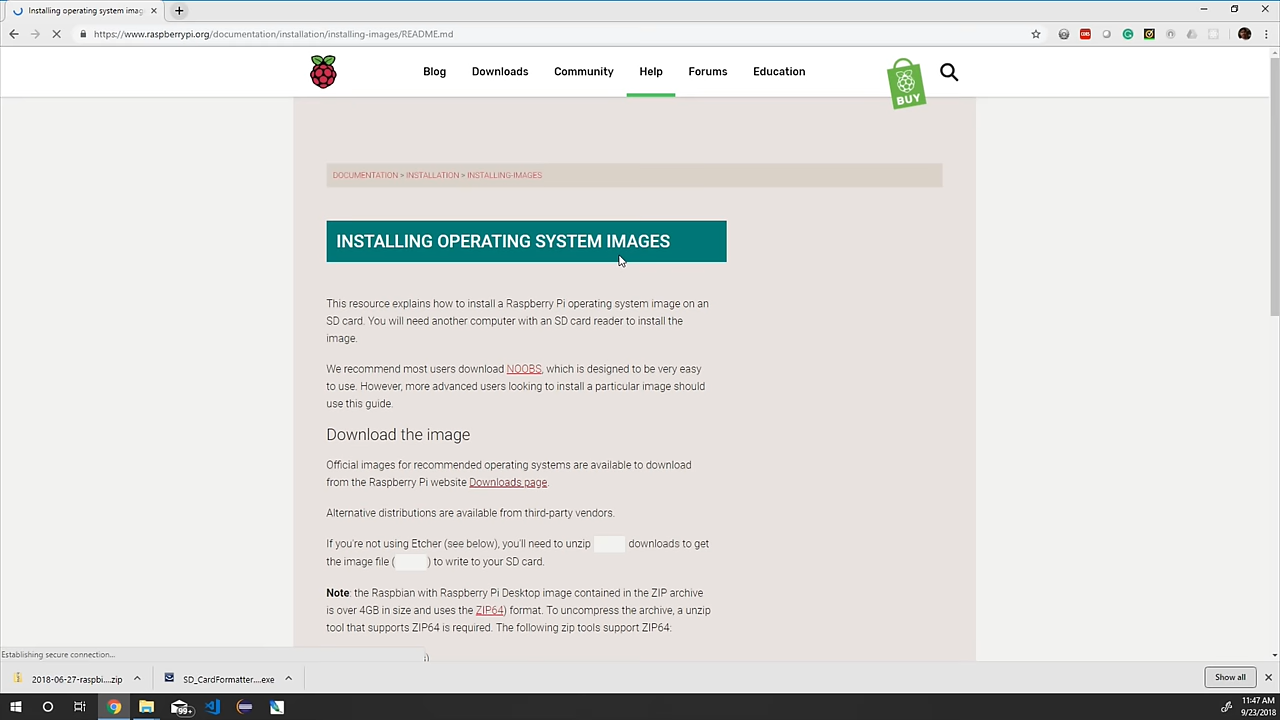 Installing operating system imag
https://www.raspberrypi.org/documentation/installation/installing-images/README.md
Blog
Downloads
Community
Help
Forums
Education
BUY
DOCUMENTATION > INSTALLATION > INSTALLING-IMAGES
INSTALLING OPERATING SYSTEM IMAGES
This resource explains how to install a Raspberry Pi operating system image on an
SD card. You will need another computer with an SD card reader to install the
image.
We recommend most users download NOOBS, which is designed to be very easy
to use. However, more advanced users looking to install a particular image should
use this guide.
Download the image
Official images for recommended operating systems are available to download
from the Raspberry Pi website Downloads page.
Alternative distributions are available from third-party vendors.
If you're not using Etcher (see below), you'll need to unzip downloads to get
the image file ( ) to write to your SD card.
Note: the Raspbian with Raspberry Pi Desktop image contained in the ZIP archive
is over 4GB in size and uses the ZIP64) format. To uncompress the archive, a unzip
tool that supports ZIP64 is required. The following zip tools support ZIP64:
Establishing secure connection...
2018-06-27-raspbi....zip
SD_CardFormatter....exe
Show all
99+
11:47 AM
9/23/2018